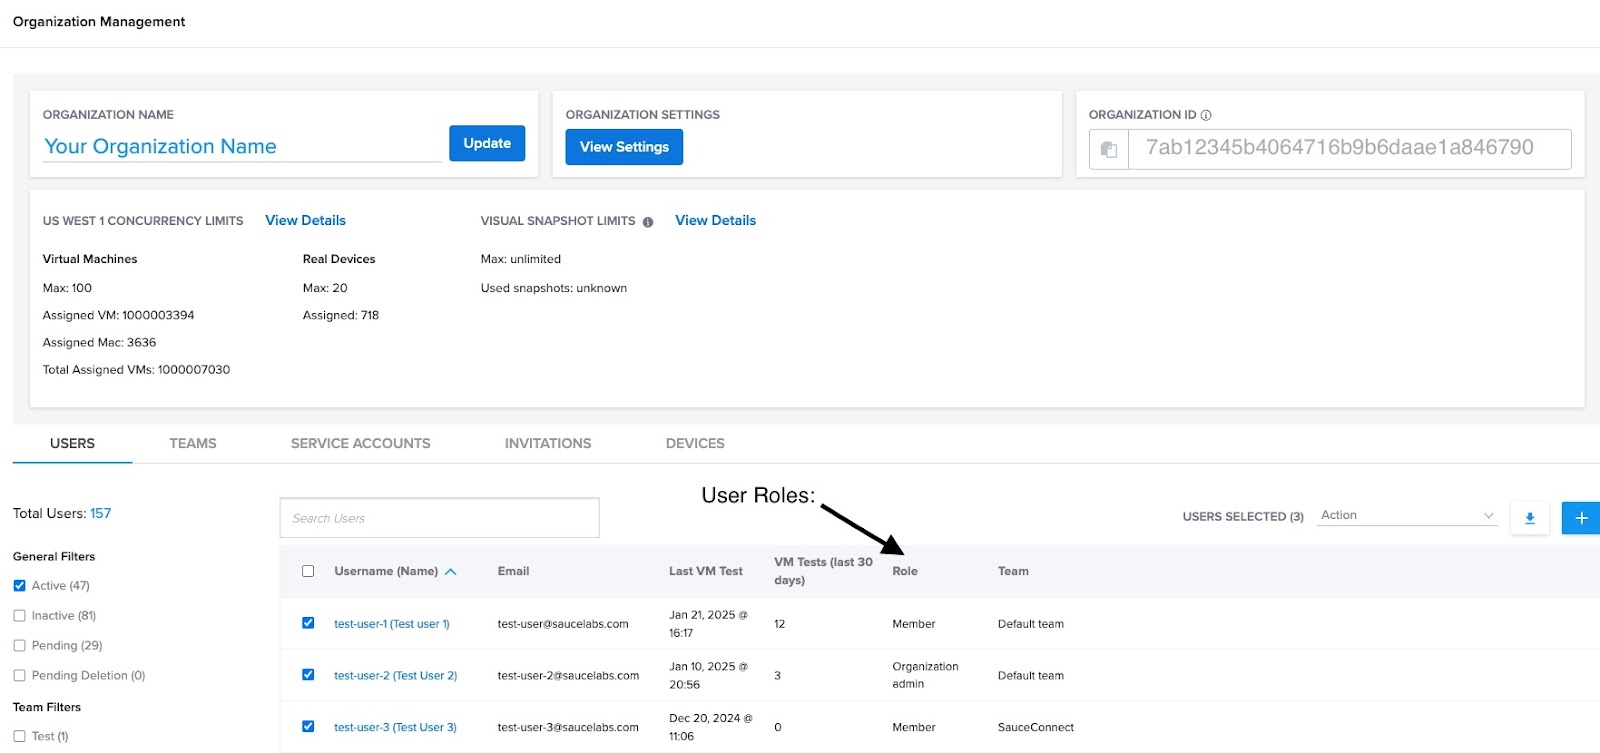 Organization Management
ORGANIZATION NAME
Your Organization Name
Update
ORGANIZATION SETTINGS
View Settings
ORGANIZATION ID
7ab12345b4064716b9b6daae1a846790
US WEST 1 CONCURRENCY LIMITS View Details
Virtual Machines
Max: 100
Assigned VM: 1000003394
Assigned Mac: 3636
Total Assigned VMs: 1000007030
Real Devices
Max: 20
Assigned: 718
VISUAL SNAPSHOT LIMITS View Details
Max: unlimited
Used snapshots: unknown
USERS TEAMS SERVICE ACCOUNTS INVITATIONS DEVICES
Total Users: 157
General Filters
Active (47)
Inactive (81)
Pending (29)
Pending Deletion (0)
Team Filters
Test (1)
Search Users
User Roles:
USERS SELECTED (3) Action
Username (Name) Email Last VM Test VM Tests (last 30 days) Role Team
test-user-1 (Test user 1) test-user@saucelabs.com Jan 21, 2025 @ 16:17 12 Member Default team
test-user-2 (Test User 2) test-user-2@saucelabs.com Jan 10, 2025 @ 20:56 3 Organization admin Default team
test-user-3 (Test User 3) test-user-3@saucelabs.com Dec 20, 2024 @ 11:06 0 Member SauceConnect